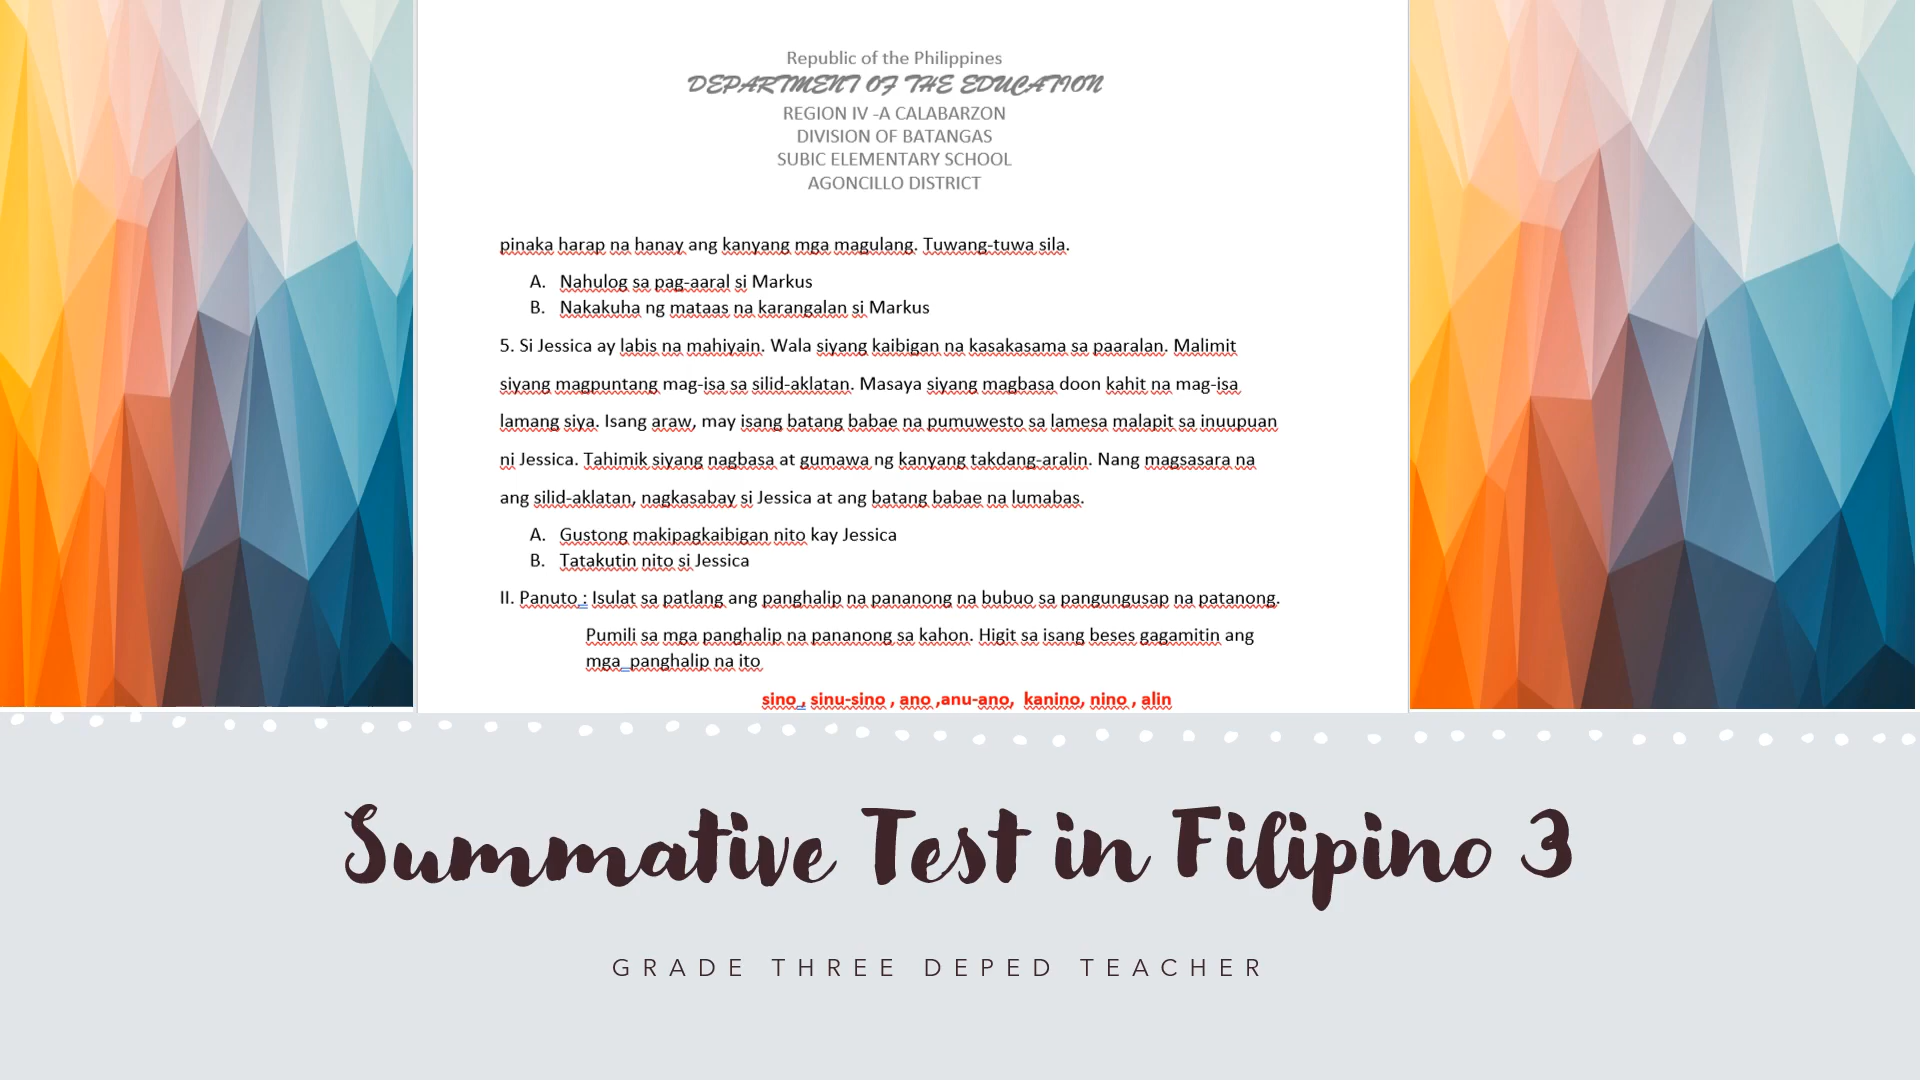 Republic of the Philippines
DEPARTMENT OF THE EDUCATION
REGION IV -A CALABARZON
DIVISION OF BATANGAS
SUBIC ELEMENTARY SCHOOL
AGONCILLO DISTRICT
pinaka harap na hanay ang kanyang mga magulang. Tuwang-tuwa sila.
A. Nahulog sa pag-aaral si Markus
B. Nakakuha ng mataas na karangalan si Markus
5. Si Jessica ay labis na mahiyain. Wala siyang kaibigan na kasakasama sa paaralan. Malimit
siyang magpuntang mag-isa sa silid-aklatan. Masaya siyang magbasa doon kahit na mag-isa
lamang siya. Isang araw, may isang batang babae na pumuwesto sa lamesa malapit sa inuupuan
ni Jessica. Tahimik siyang nagbasa at gumawa ng kanyang takdang-aralin. Nang magsasara na
ang silid-aklatan, nagkasabay si Jessica at ang batang babae na lumabas.
A. Gustong makipagkaibigan nito kay Jessica
B. Tatakutin nito si Jessica
II. Panuto : Isulat sa patlang ang panghalip na pananong na bubuo sa pangungusap na patanong.
Pumili sa mga panghalip na pananong sa kahon. Higit sa isang beses gagamitin ang
mga  panghalip na ito
sino , sinu-sino , ano ,anu-ano,  kanino, nino , alin
Summative Test in Filipino 3
GRADE THREE DEPED TEACHER